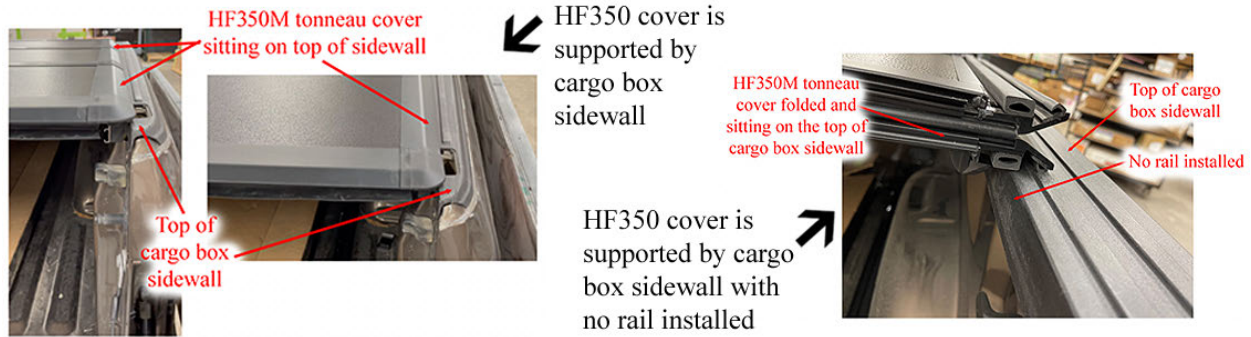 HF350M tonneau cover
sitting on top of sidewall
Top of
cargo box
sidewall
HF350 cover is
supported by
cargo box
sidewall
HF350M tonneau
cover folded and
sitting on the top of
cargo box sidewall
Top of cargo
box sidewall
No rail installed
HF350 cover is
supported by cargo
box sidewall with
no rail installed